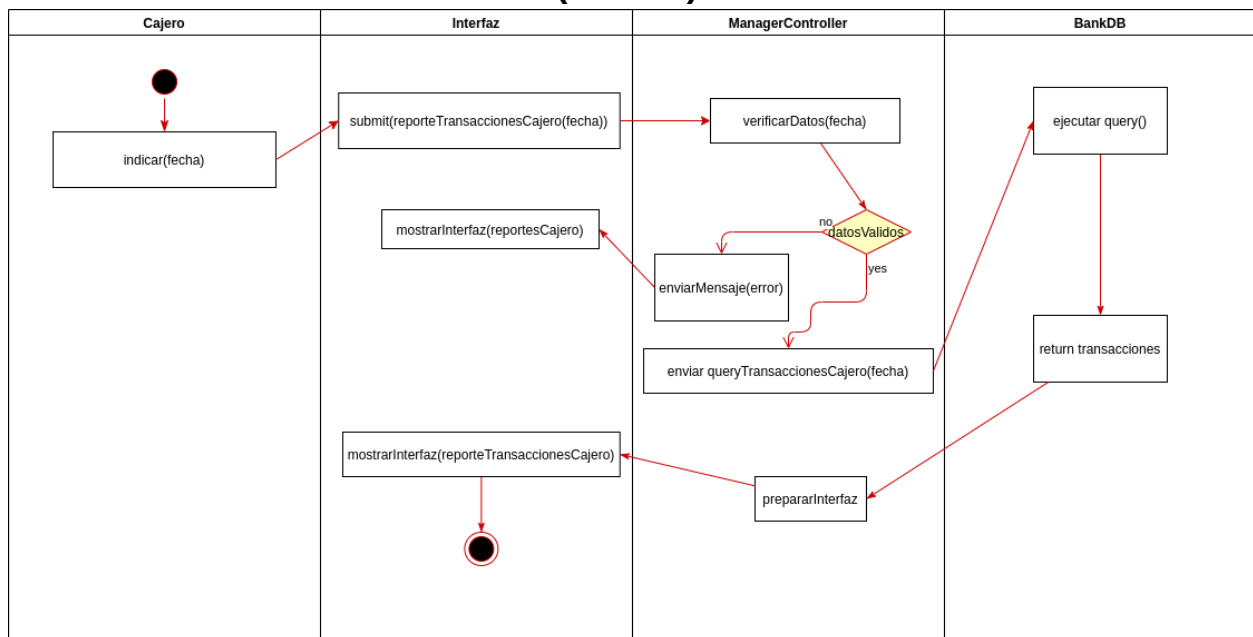 Cajero
Interfaz
ManagerController
BankDB
indicar(fecha)
submit(reporteTransaccionesCajero(fecha))
verificarDatos(fecha)
ejecutar query()
mostrarInterfaz(reportesCajero)
no
datosValidos
yes
enviarMensaje(error)
enviar queryTransaccionesCajero(fecha)
return transacciones
mostrarInterfaz(reporteTransaccionesCajero)
prepararInterfaz